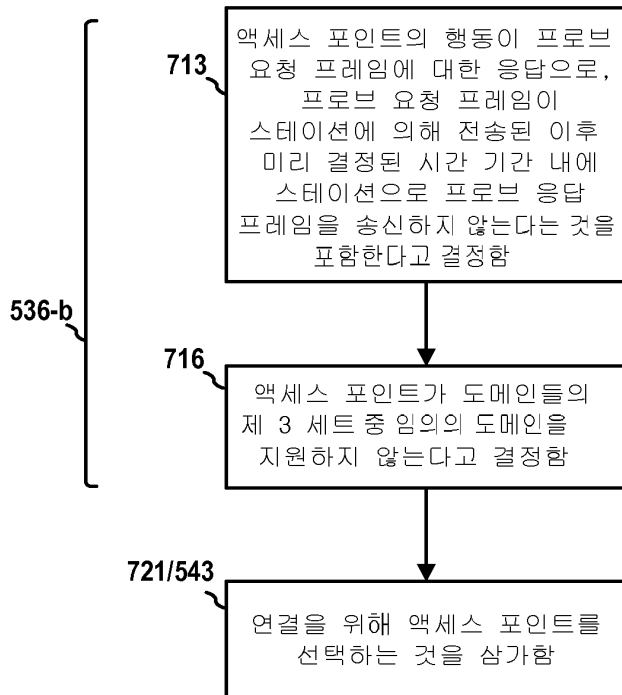 713
액세스 포인트의 행동이 프로브
요청 프레임에 대한 응답으로,
프로브 요청 프레임이
스테이션에 의해 전송된 이후
미리 결정된 시간 기간 내에
스테이션으로 프로브 응답
프레임을 송신하지 않는다는 것을
포함한다고 결정함
536-b
716
액세스 포인트가 도메인들의
제 3 세트 중 임의의 도메인을
지원하지 않는다고 결정함
721/543
연결을 위해 액세스 포인트를
선택하는 것을 삼가함